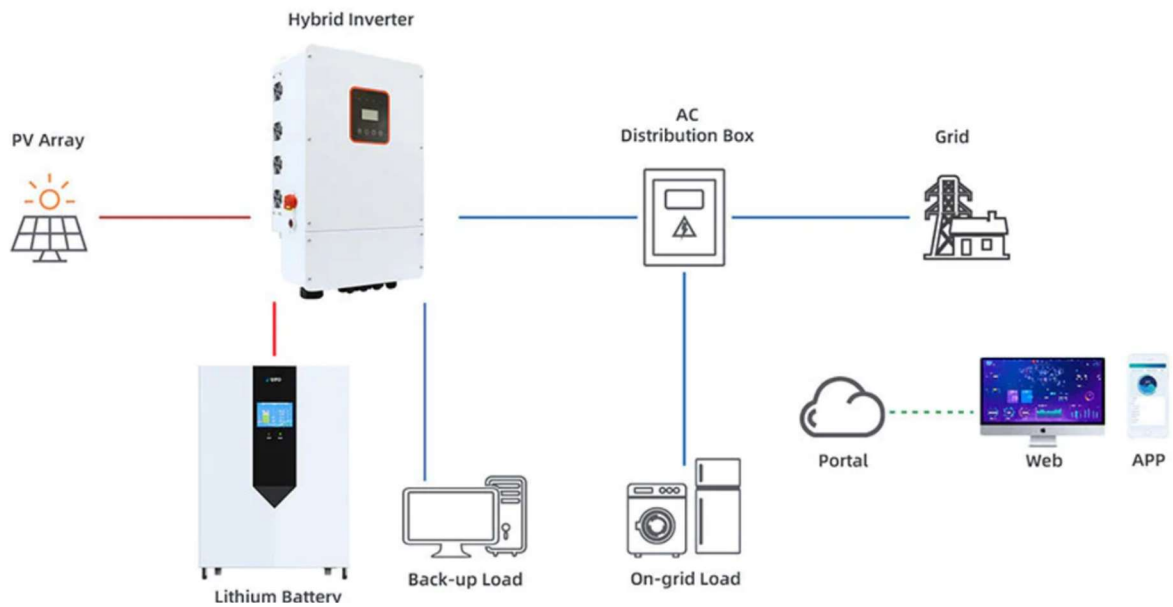 Hybrid Inverter
PV Array
AC
Distribution Box
Grid
Portal
Web
APP
Back-up Load
On-grid Load
Lithium Battery